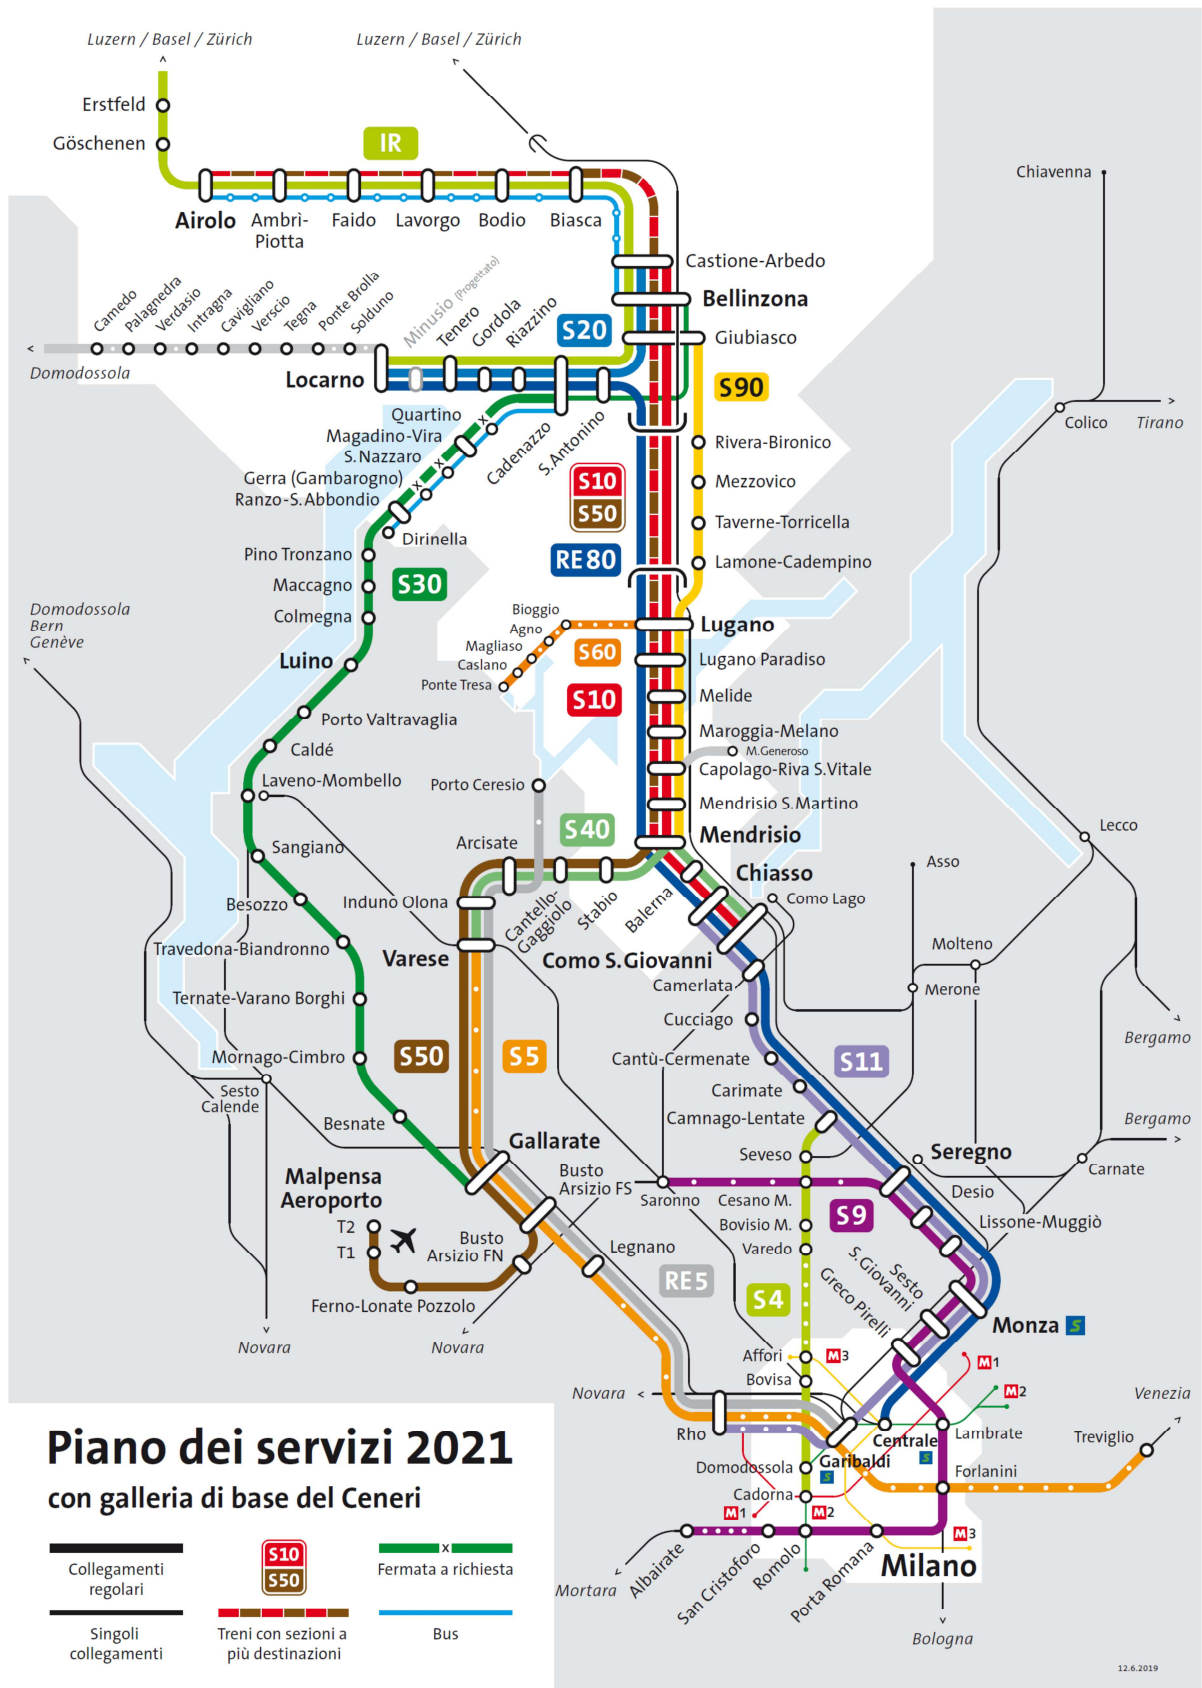 Luzern / Basel / Zürich
Luzern / Basel / Zürich
Erstfeld
Göschenen
IR
Airolo
Ambrì-
Piotta
Faido
Lavorgo
Bodio
Biasca
Chiavenna
Castione-Arbedo
Bellinzona
Giubiasco
Camedo
Palagnedra
Verdasio
Intragna
Cavigliano
Verscio
Tegna
Ponte Brolla
Solduno
Minusio (Progettato)
Tenero
Gordola
Riazzino
S20
Domodossola
Locarno
S90
Colico
Tirano
Quartino
Magadino-Vira
S.Nazzaro
Gerra (Gambarogno)
Ranzo-S.Abbondio
Cadenazzo
S.Antonino
Dirinella
Rivera-Bironico
Mezzovico
Taverne-Torricella
Lamone-Cadempino
S10
S50
RE80
Pino Tronzano
Maccagno
Colmegna
S30
Domodossola
Bern
Genève
Luino
Bioggio
Agno
Magliaso
Caslano
Ponte Tresa
S60
S10
Lugano
Lugano Paradiso
Melide
Maroggia-Melano
M.Generoso
Capolago-Riva S.Vitale
Mendrisio S.Martino
Mendrisio
Porto Valtravaglia
Caldé
Laveno-Mombello
Porto Ceresio
S40
Arcisate
Sangiano
Besozzo
Induno Olona
Cantello-
Gaggiolo
Stabio
Balerna
Chiasso
Como Lago
Asso
Lecco
Travedona-Biandronno
Varese
Como S.Giovanni
Camerlata
Molteno
Merone
Ternate-Varano Borghi
Cucciago
Bergamo
Mornago-Cimbro
S50
S5
Cantù-Cermenate
S11
Sesto
Calende
Carimate
Besnate
Camnago-Lentate
Bergamo
Gallarate
Seveso
Seregno
Carnate
Malpensa
Aeroporto
Busto
Arsizio FS
Saronno
Cesano M.
Desio
T2
T1
Bovisio M.
S9
Lissone-Muggiò
Busto
Arsizio FN
Legnano
Varedo
Sesto
S.Giovanni
Greco Pirelli
Ferno-Lonate Pozzolo
RE5
S4
Monza S
Novara
Novara
Affori
M3
M1
Bovisa
Novara
M2
Venezia
Rho
Centrale
S
Lambrate
Treviglio
Domodossola
Garibaldi
S
Forlanini
Cadorna
M1
M2
M3
Albairate
San Cristoforo
Romolo
Porta Romana
Milano
Mortara
Bologna
Piano dei servizi 2021
con galleria di base del Ceneri
Collegamenti
regolari
S10
S50
x
Fermata a richiesta
Singoli
collegamenti
Treni con sezioni a
più destinazioni
Bus
12.6.2019